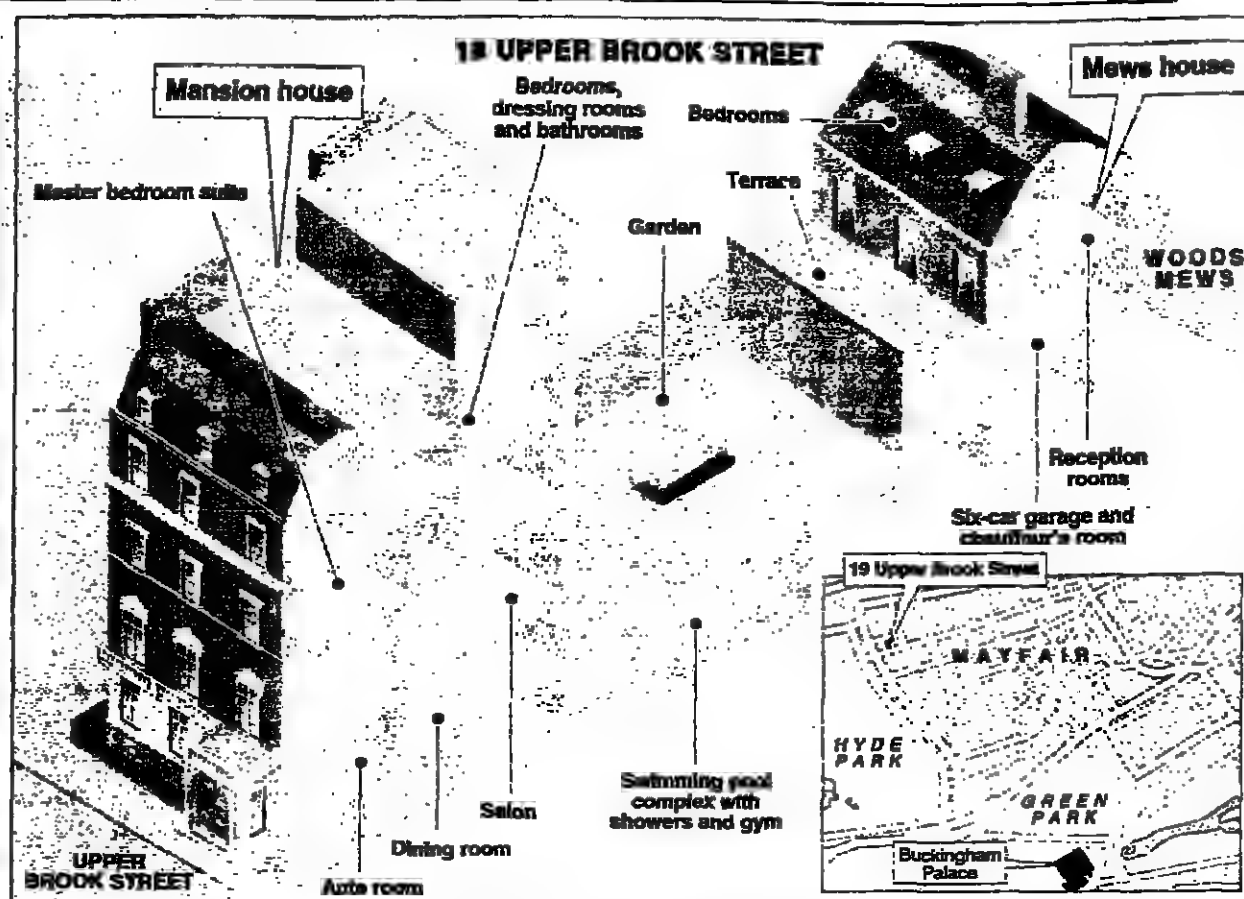 18 UPPER BROOK STREET
Mansion house
Bedrooms,
dressing rooms
and bathrooms
Bedrooms
Mews house
Master bedroom suite
Terrace
Garden
WOODS
MEWS
Reception
rooms
Six-car garage and
chauffeur's room
19 Upper Brook Street
MAYFAIR
HYDE
PARK
GREEN
PARK
Buckingham
Palace
Swimming pool
complex with
showers and gym
Salon
Dining room
Ante room
UPPER
BROOK STREET